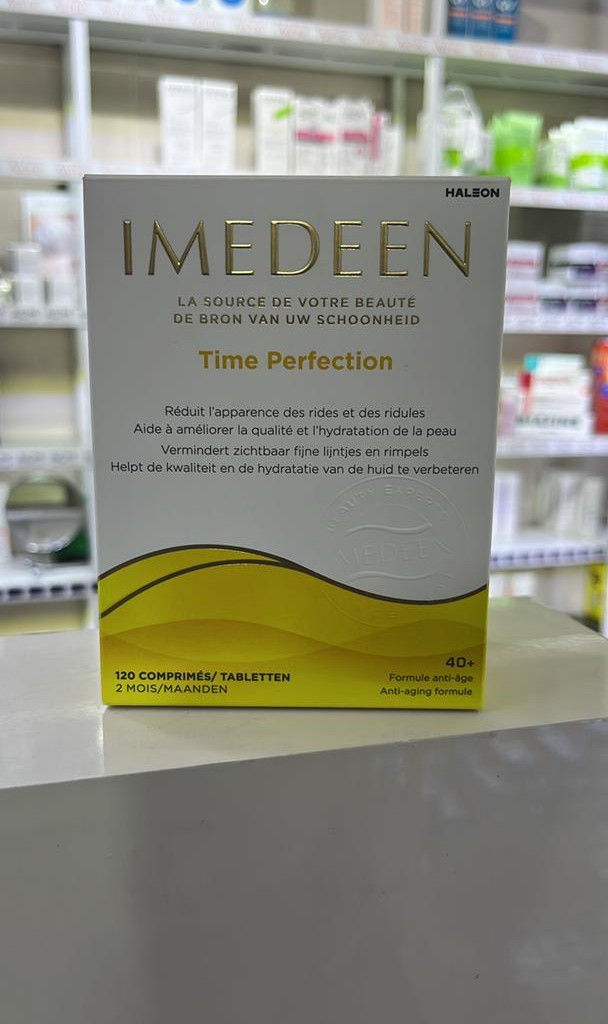 HALEON
IMEDEEN
LA SOURCE DE VOTRE BEAUTÉ
DE BRON VAN UW SCHOONHEID
Time Perfection
Réduit l'apparence des rides et des ridules
Aide à améliorer la qualité et l'hydratation de la peau
Vermindert zichtbaar fijne lijntjes en rimpels
Helpt de kwaliteit en de hydratatie van de huid te verbeteren
BEAUTY EXPERTS
IMEDEEN
120 COMPRIMÉS/ TABLETTEN
2 MOIS/MAANDEN
40+
Formule anti-âge
Anti-aging formule